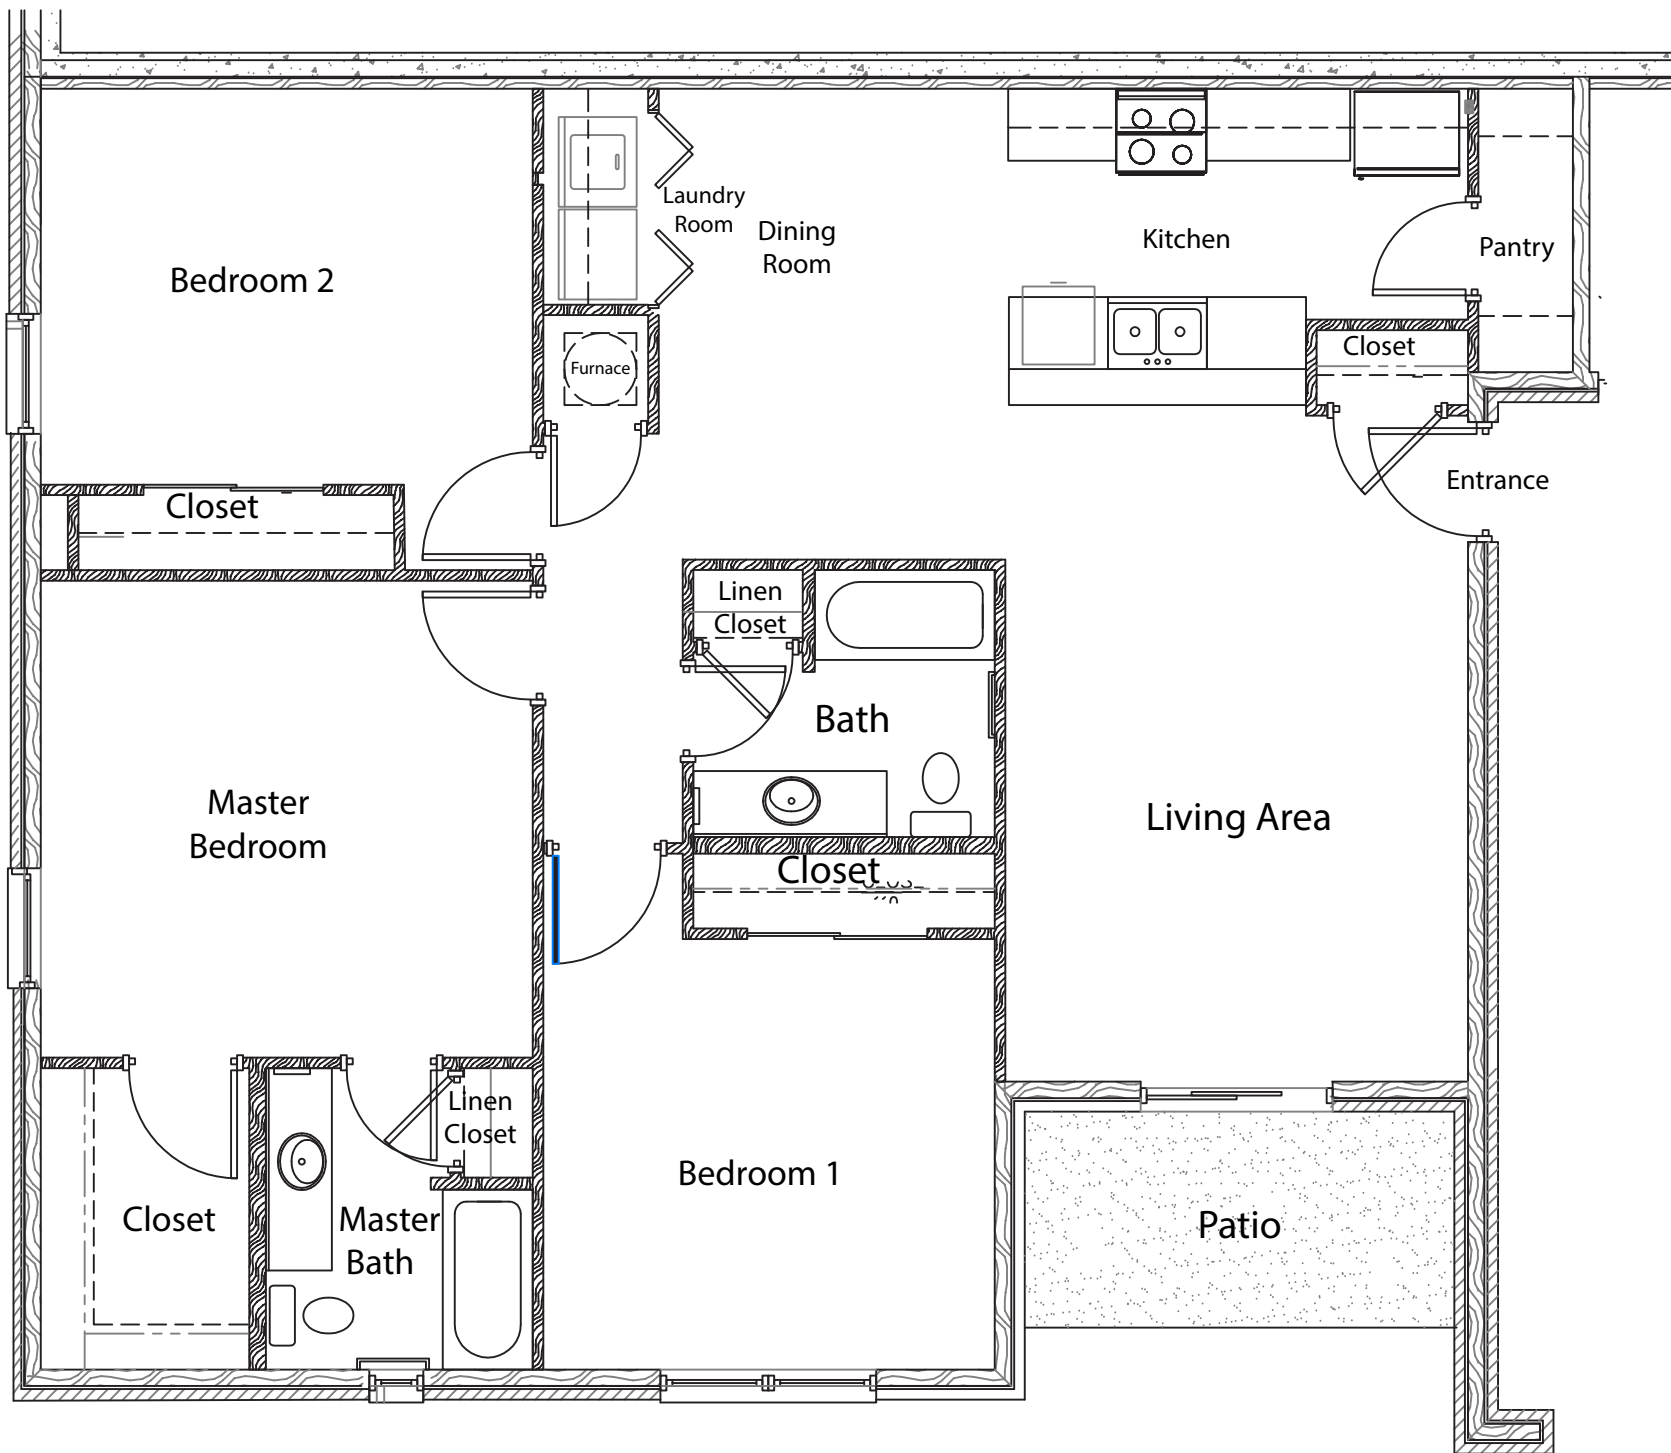 Laundry
Room
Dining
Room
Kitchen
Pantry
Bedroom 2
Furnace
Closet
Entrance
Closet
Linen
Closet
Bath
Master
Bedroom
Living Area
Closet
Linen
Closet
Bedroom 1
Closet
Master
Bath
Patio